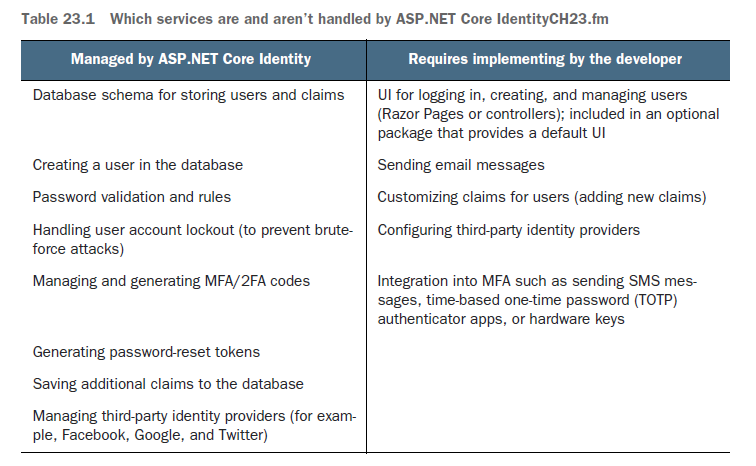 Table 23.1 Which services are and aren't handled by ASP.NET Core IdentityCH23.fm
Managed by ASP.NET Core Identity
Requires implementing by the developer
Database schema for storing users and claims
UI for logging in, creating, and managing users
(Razor Pages or controllers); included in an optional
package that provides a default UI
Creating a user in the database
Sending email messages
Password validation and rules
Customizing claims for users (adding new claims)
Handling user account lockout (to prevent brute-
force attacks)
Configuring third-party identity providers
Managing and generating MFA/2FA codes
Integration into MFA such as sending SMS mes-
sages, time-based one-time password (TOTP)
authenticator apps, or hardware keys
Generating password-reset tokens
Saving additional claims to the database
Managing third-party identity providers (for exam-
ple, Facebook, Google, and Twitter)